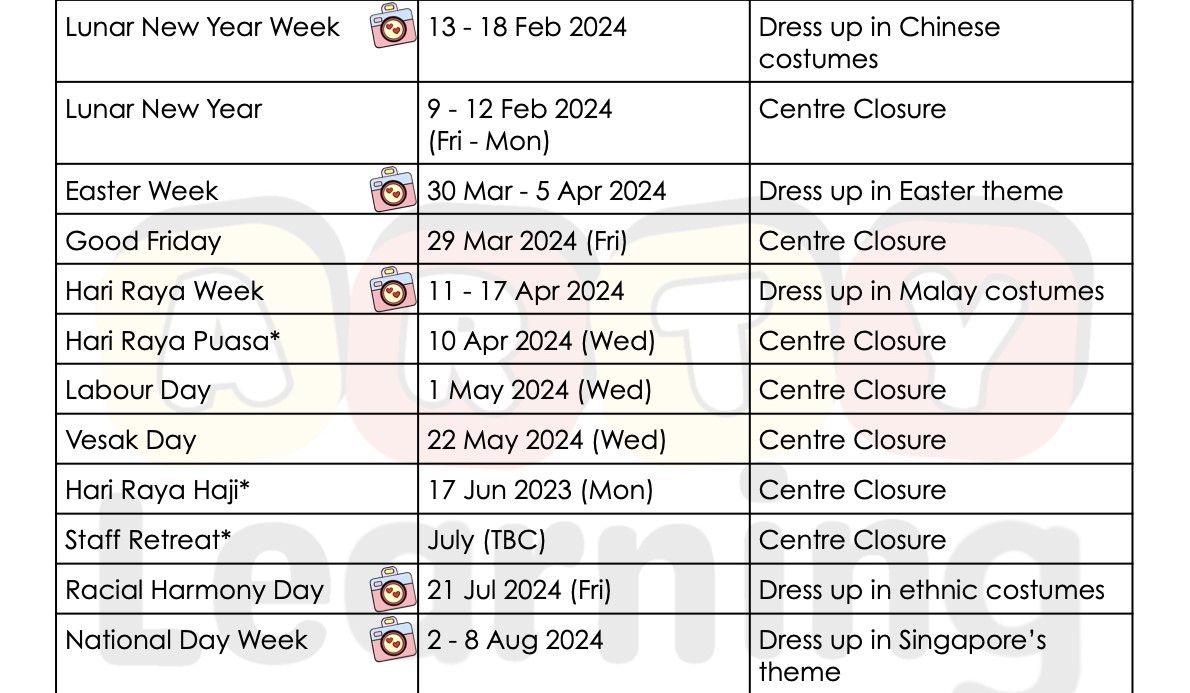 Lunar New Year Week 13 - 18 Feb 2024 Dress up in Chinese
costumes
Lunar New Year 9 - 12 Feb 2024 Centre Closure
(Fri - Mon)
Easter Week 30 Mar - 5 Apr 2024 Dress up in Easter theme
Good Friday 29 Mar 2024 (Fri) Centre Closure
Hari Raya Week 11 - 17 Apr 2024 Dress up in Malay costumes
Hari Raya Puasa* 10 Apr 2024 (Wed) Centre Closure
Labour Day 1 May 2024 (Wed) Centre Closure
Vesak Day 22 May 2024 (Wed) Centre Closure
Hari Raya Haji* 17 Jun 2023 (Mon) Centre Closure
Staff Retreat* July (TBC) Centre Closure
Racial Harmony Day 21 Jul 2024 (Fri) Dress up in ethnic costumes
National Day Week 2 - 8 Aug 2024 Dress up in Singapore’s
theme
ARTY
Learning